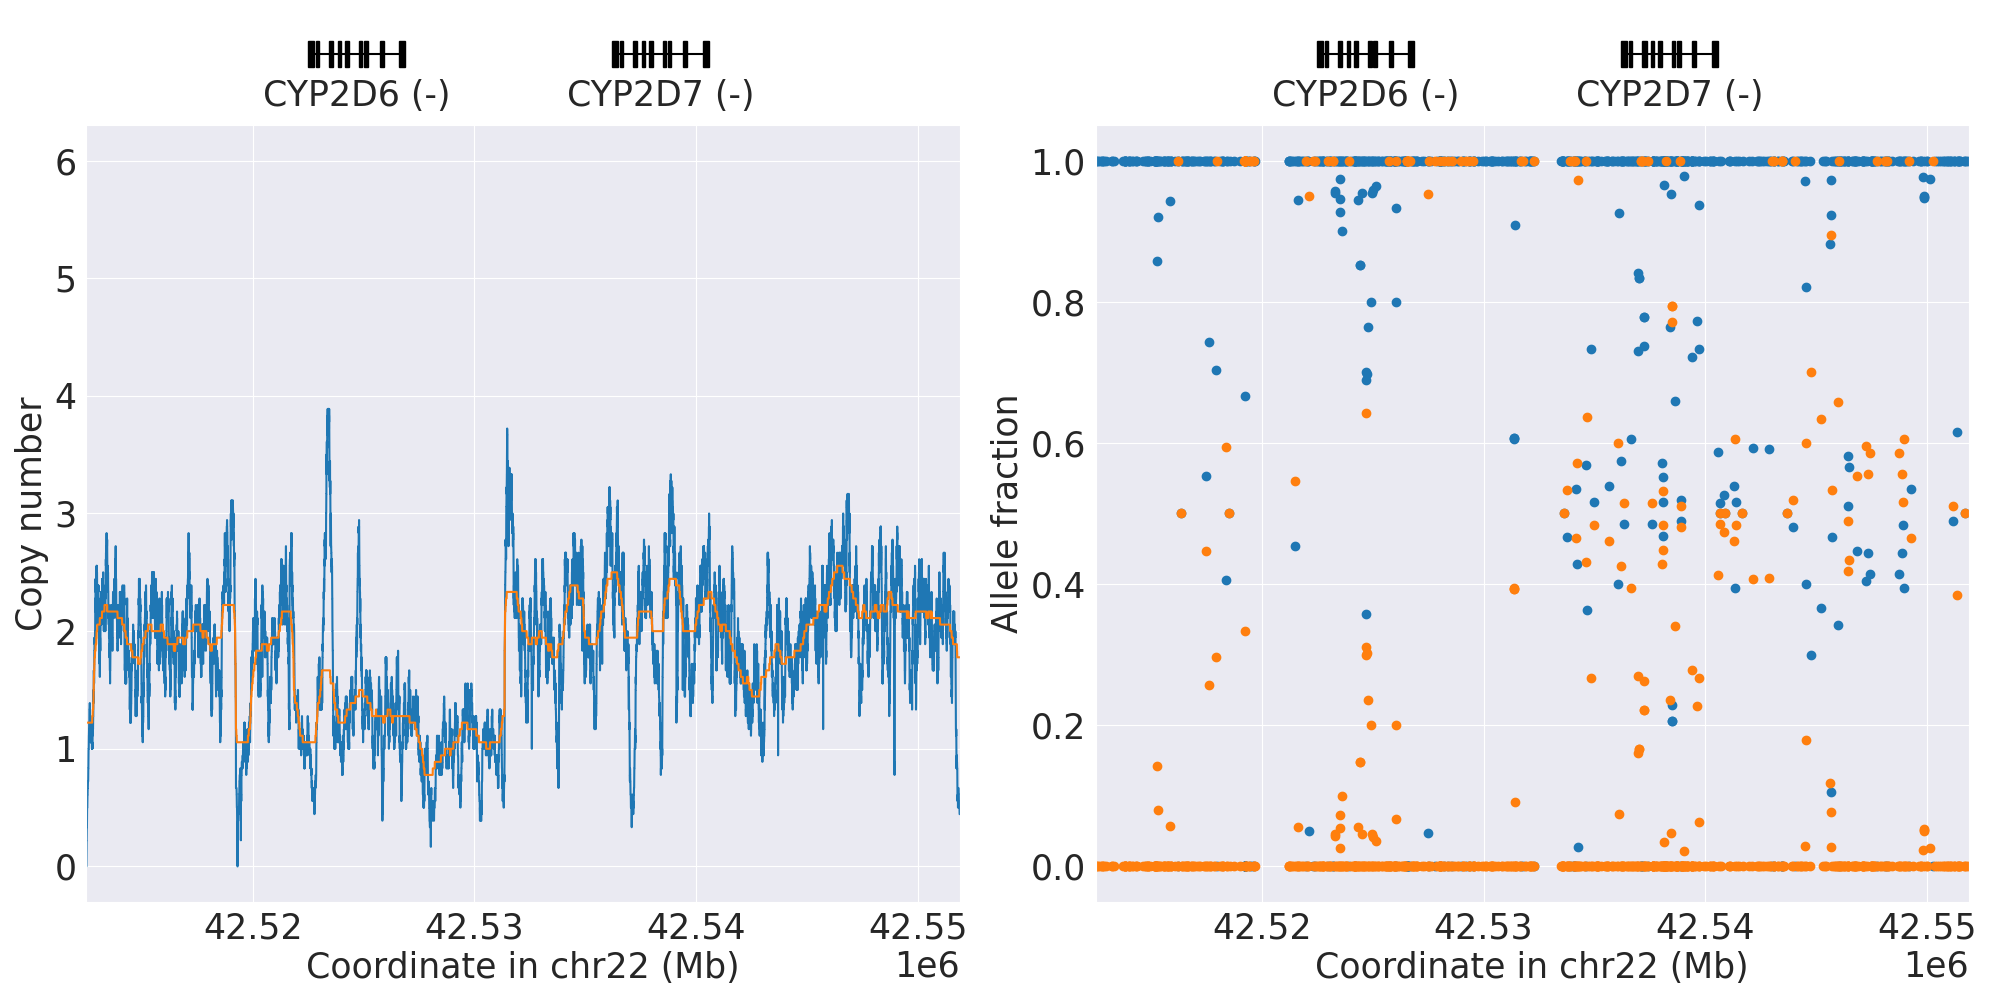 CYP2D6 (-) CYP2D7 (-)
6
5
4
3
2
1
0
Copy number
42.52 42.53 42.54 42.55
Coordinate in chr22 (Mb) 1e6
CYP2D6 (-) CYP2D7 (-)
1.0
0.8
0.6
0.4
0.2
0.0
Allele fraction
42.52 42.53 42.54 42.55
Coordinate in chr22 (Mb) 1e6